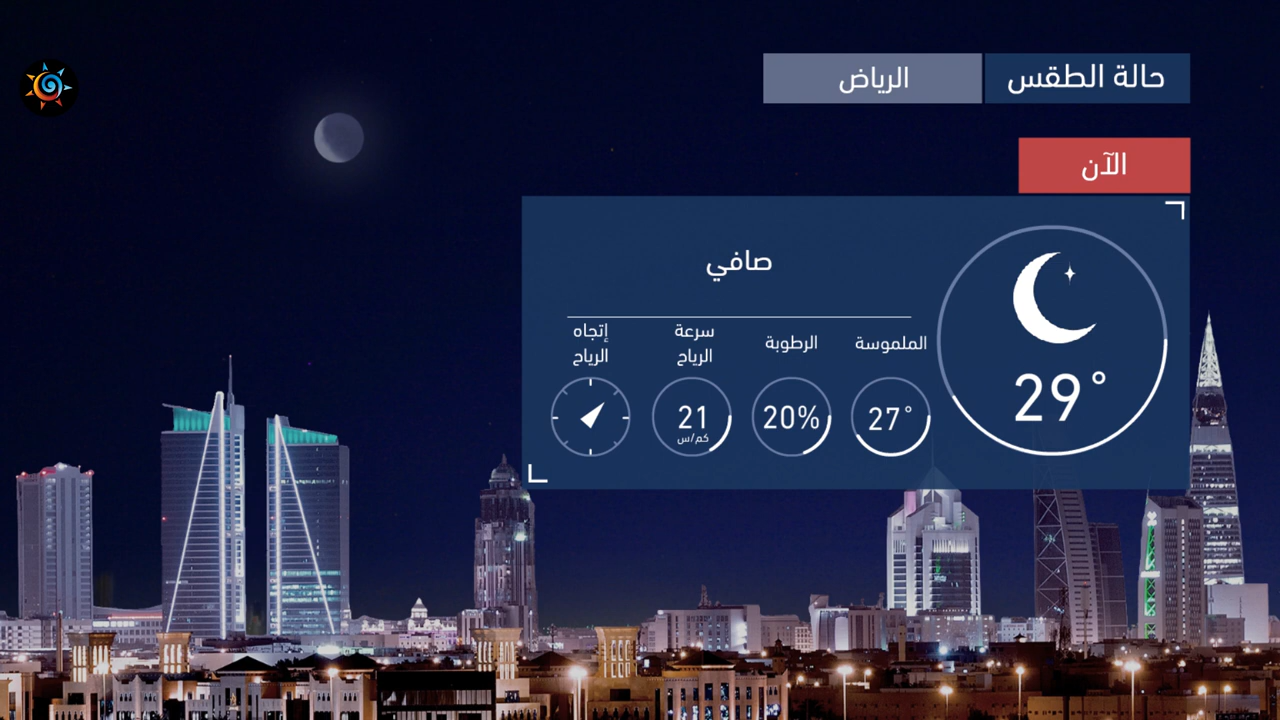 حالة الطقس
الرياض
الآن
صافي
29°
الملموسة
27°
الرطوبة
20%
سرعة
الرياح
21
كم/س
إتجاه
الرياح